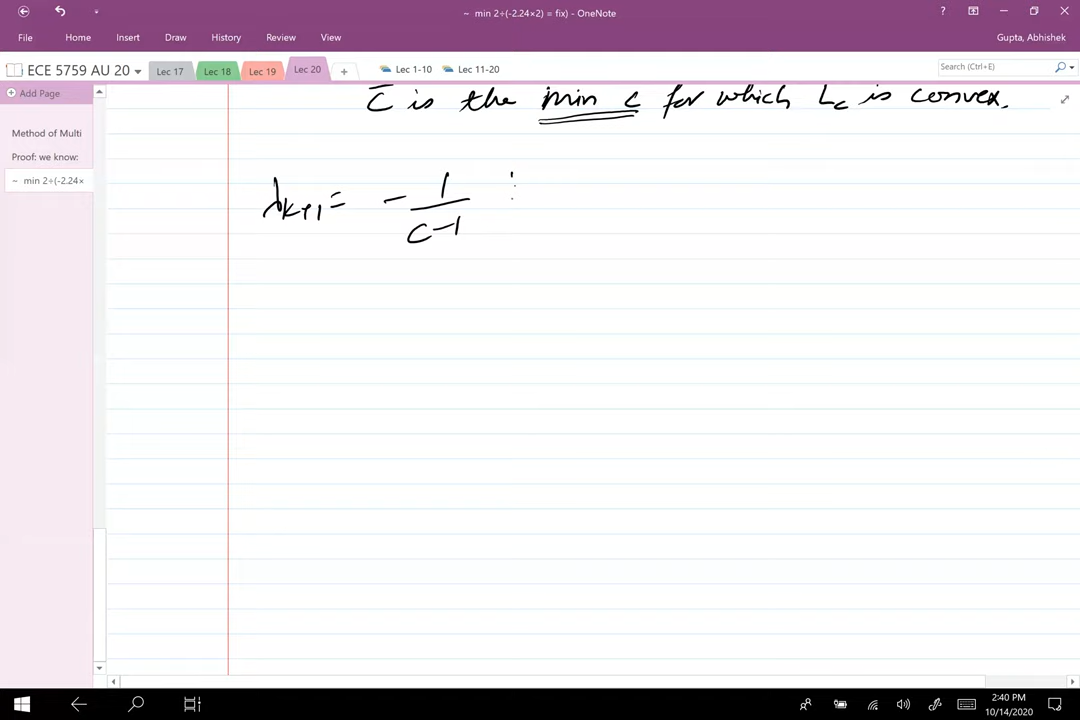 − min 2÷(-2.24×2) = fix) - OneNote
File Home Insert Draw History Review View Gupta, Abhishek
ECE 5759 AU 20 Lec 17 Lec 18 Lec 19 Lec 20 + Lec 1-10 Lec 11-20 Search (Ctrl+E)
Add Page
Method of Multi
Proof: we know:
− min 2÷(-2.24×
c̄ is the min c for which Lc is convex.
λk+1 = - 1/(c-1)
2:40 PM
10/14/2020